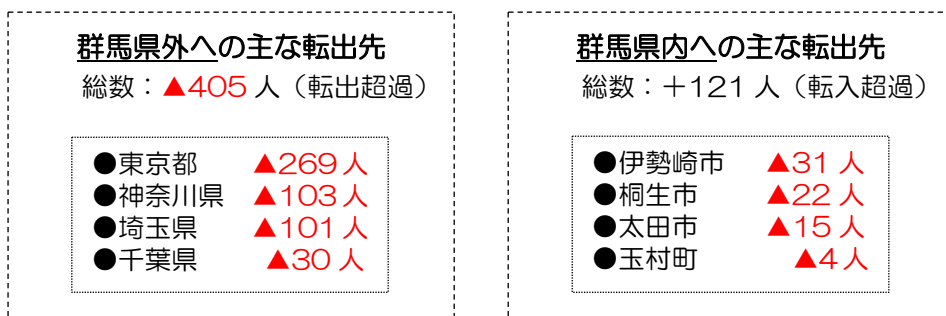 群馬県外への主な転出先
総数：▲405 人（転出超過）
●東京都 ▲269 人
●神奈川県 ▲103 人
●埼玉県 ▲101 人
●千葉県 ▲30 人
群馬県内への主な転出先
総数：＋121 人（転入超過）
●伊勢崎市 ▲31 人
●桐生市 ▲22 人
●太田市 ▲15 人
●玉村町 ▲4 人